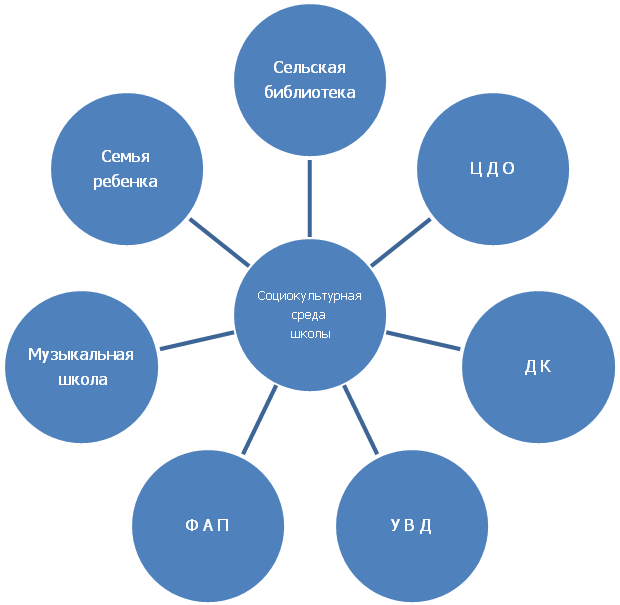 Сельская
библиотека
Семья
ребенка
Ц Д О
Социокультурная
среда
школы
Музыкальная
школа
Д К
Ф А П
У В Д